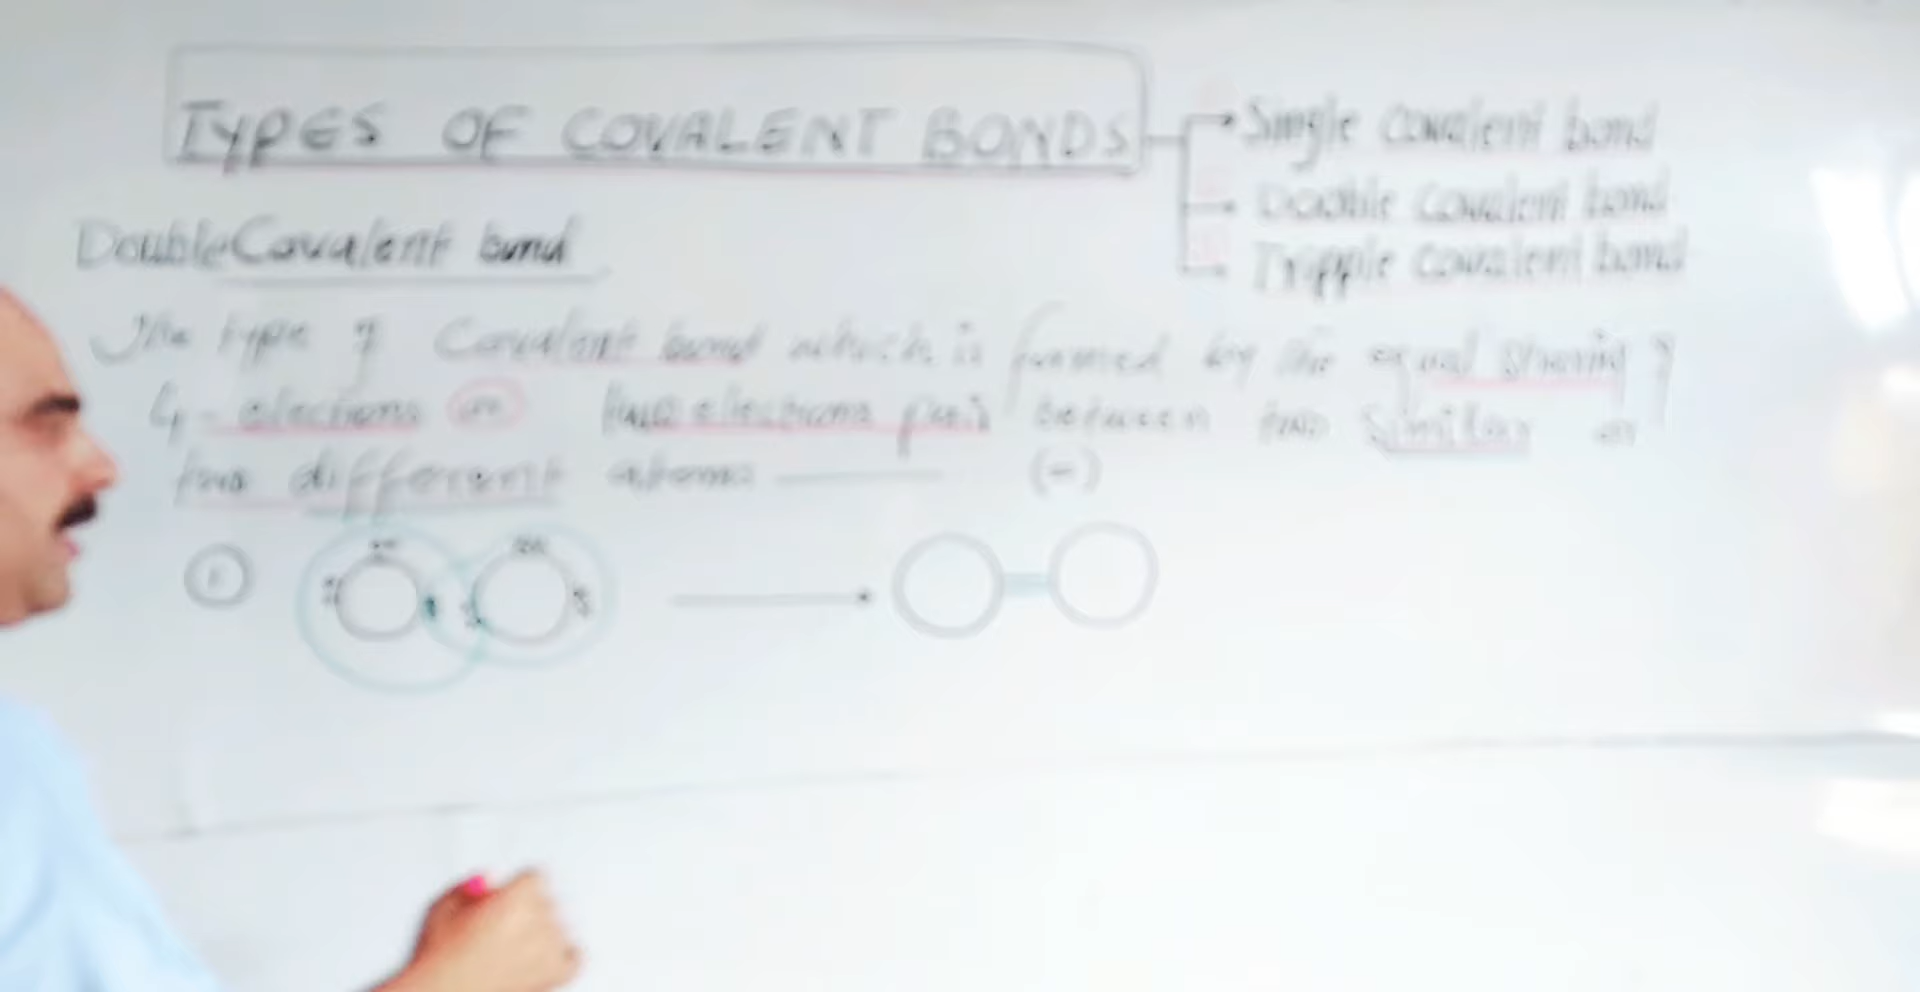 TYPES OF COVALENT BONDS
Single Covalent bond
Double Covalent bond
Tripple Covalent bond
Double Covalent bond
The type of Covalent bond which is formed by the equal sharing of
4 - electrons or two electrons pair between two Similar or
two different atoms (=)
1